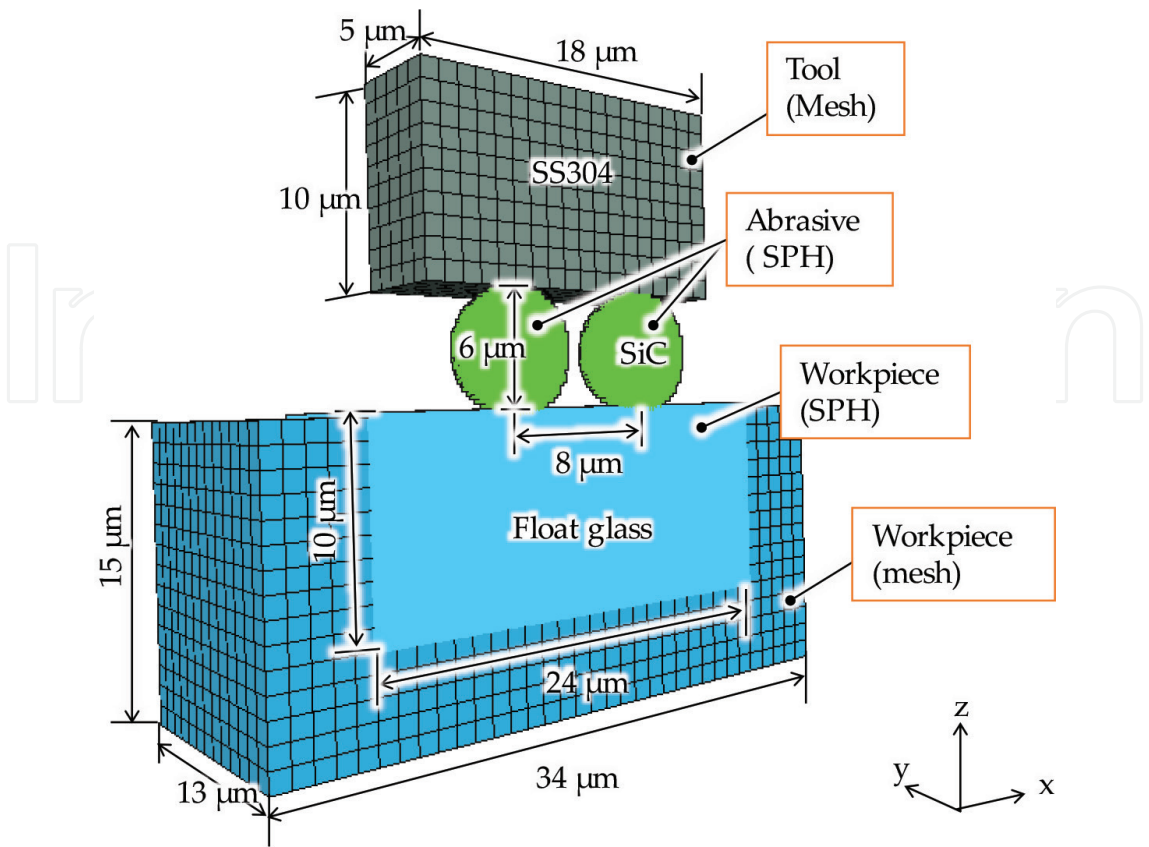 5 µm
18 µm
Tool
(Mesh)
SS304
10 µm
Abrasive
( SPH)
6 µm
SiC
Workpiece
(SPH)
8 µm
10 µm
Float glass
15 µm
Workpiece
(mesh)
24 µm
z
13 µm
34 µm
y
x